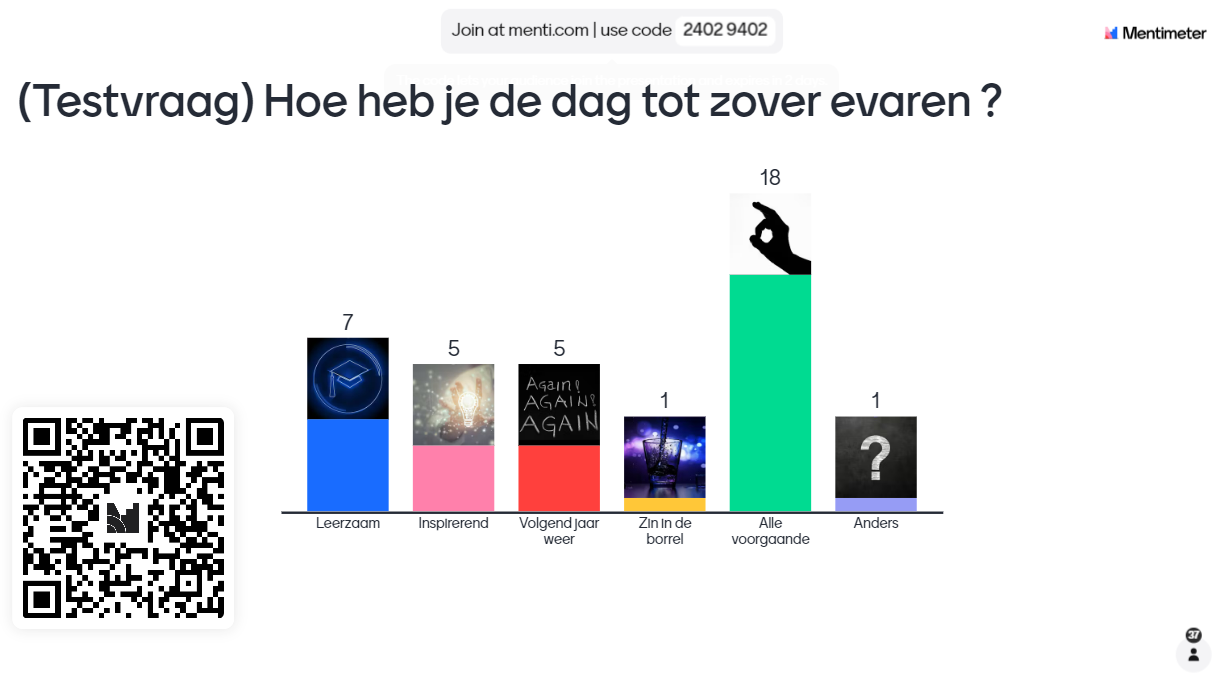 Join at menti.com | use code 2402 9402
Mentimeter
(Testvraag) Hoe heb je de dag tot zover evaren ?
18
7
5
5
1
1
Again!
AGAIN!
AGAIN
?
Leerzaam
Inspirerend
Volgend jaar
weer
Zin in de
borrel
Alle
voorgaande
Anders
37